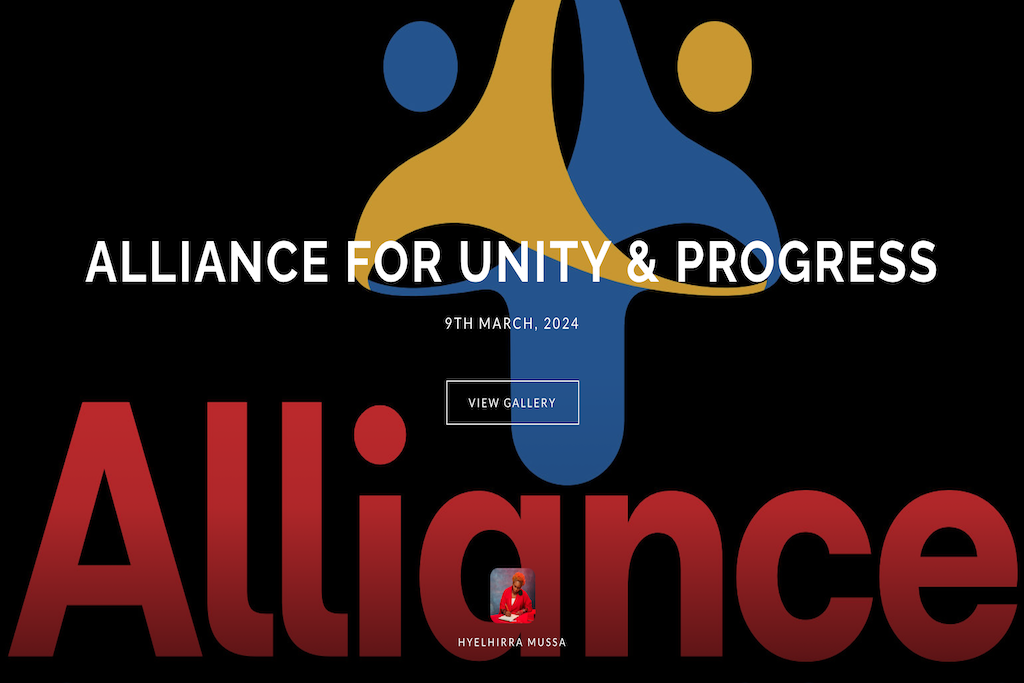 ALLIANCE FOR UNITY & PROGRESS
9TH MARCH, 2024
VIEW GALLERY
Alliance
HYELHIRRA MUSSA